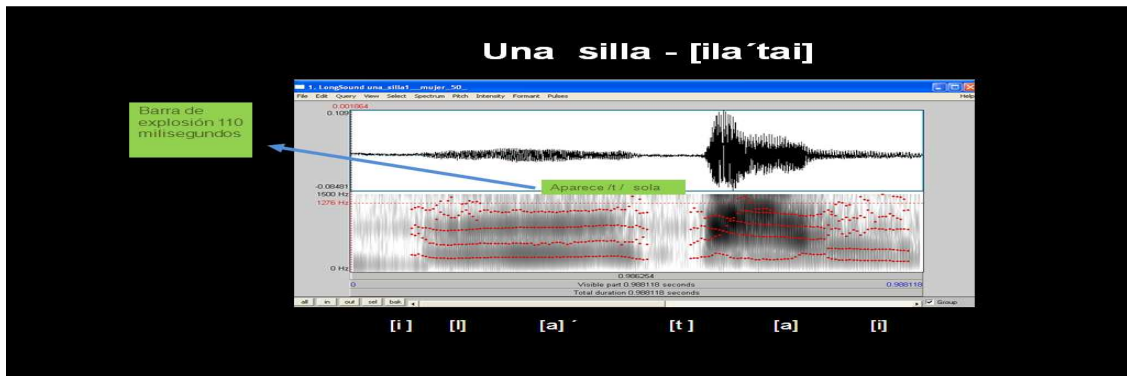 Una silla - [ila´tai]
1. LongSound una_silla1__mujer_50_
File Edit Query View Select Spectrum Pitch Intensity Formant Pulses Help
0.001864
0.109
Barra de
explosión 110
milisegundos
-0.08481
Aparece /t / sola
1500 Hz
1276 Hz
0 Hz
0.986254
0 Visible part 0.988118 seconds 0.988118
Total duration 0.988118 seconds
all in out sel bak Group
[i ] [l] [a] ´ [t ] [a] [i]